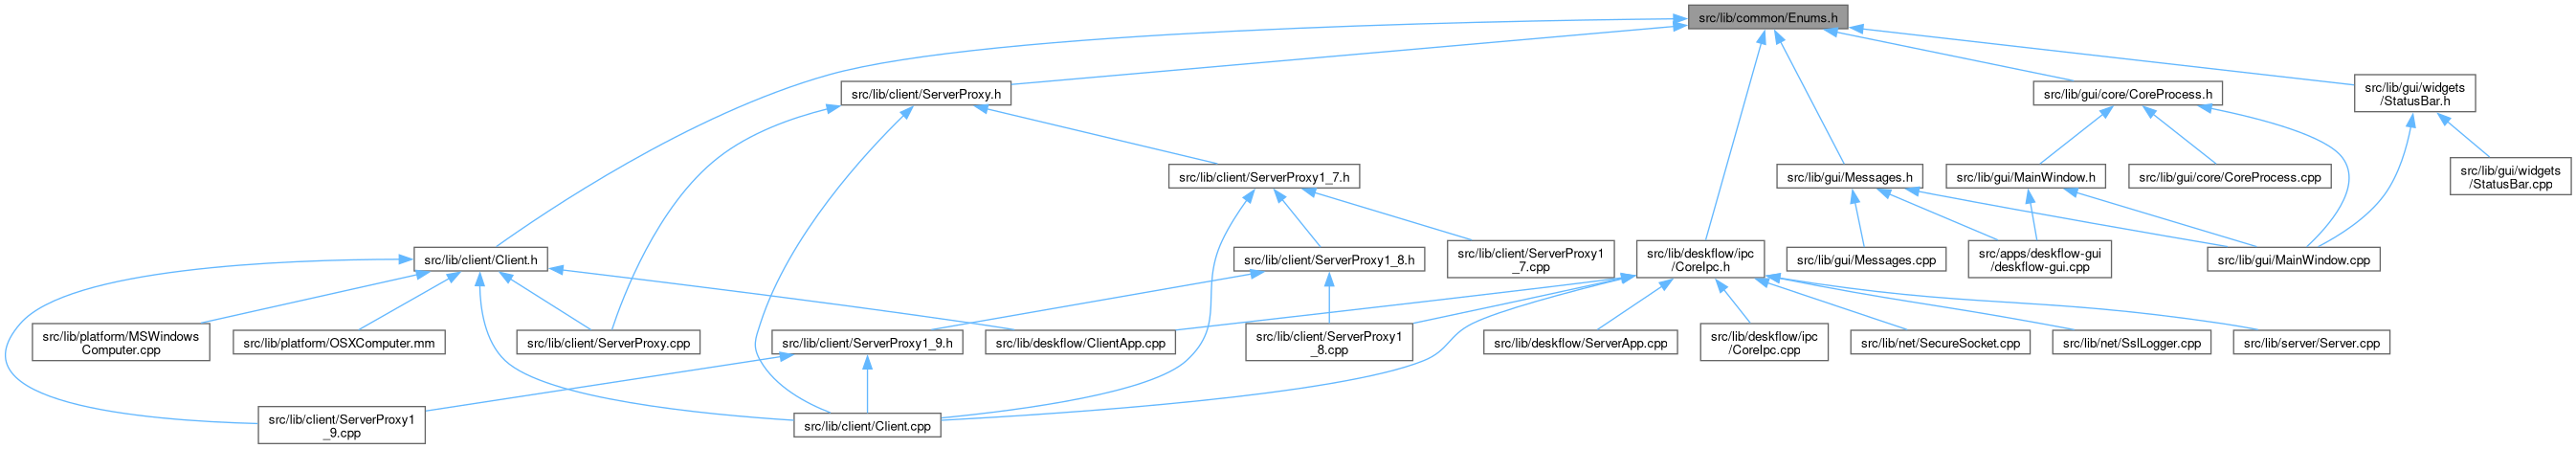 src/lib/common/Enums.h
src/lib/client/ServerProxy.h
src/lib/gui/core/CoreProcess.h
src/lib/gui/widgets
/StatusBar.h
src/lib/client/ServerProxy1_7.h
src/lib/gui/Messages.h
src/lib/gui/MainWindow.h
src/lib/gui/core/CoreProcess.cpp
src/lib/gui/widgets
/StatusBar.cpp
src/lib/client/Client.h
src/lib/client/ServerProxy1_8.h
src/lib/client/ServerProxy1
_7.cpp
src/lib/deskflow/ipc
/CoreIpc.h
src/lib/gui/Messages.cpp
src/apps/deskflow-gui
/deskflow-gui.cpp
src/lib/gui/MainWindow.cpp
src/lib/platform/MSWindows
Computer.cpp
src/lib/platform/OSXComputer.mm
src/lib/client/ServerProxy.cpp
src/lib/client/ServerProxy1_9.h
src/lib/deskflow/ClientApp.cpp
src/lib/client/ServerProxy1
_8.cpp
src/lib/deskflow/ServerApp.cpp
src/lib/deskflow/ipc
/CoreIpc.cpp
src/lib/net/SecureSocket.cpp
src/lib/net/SslLogger.cpp
src/lib/server/Server.cpp
src/lib/client/ServerProxy1
_9.cpp
src/lib/client/Client.cpp